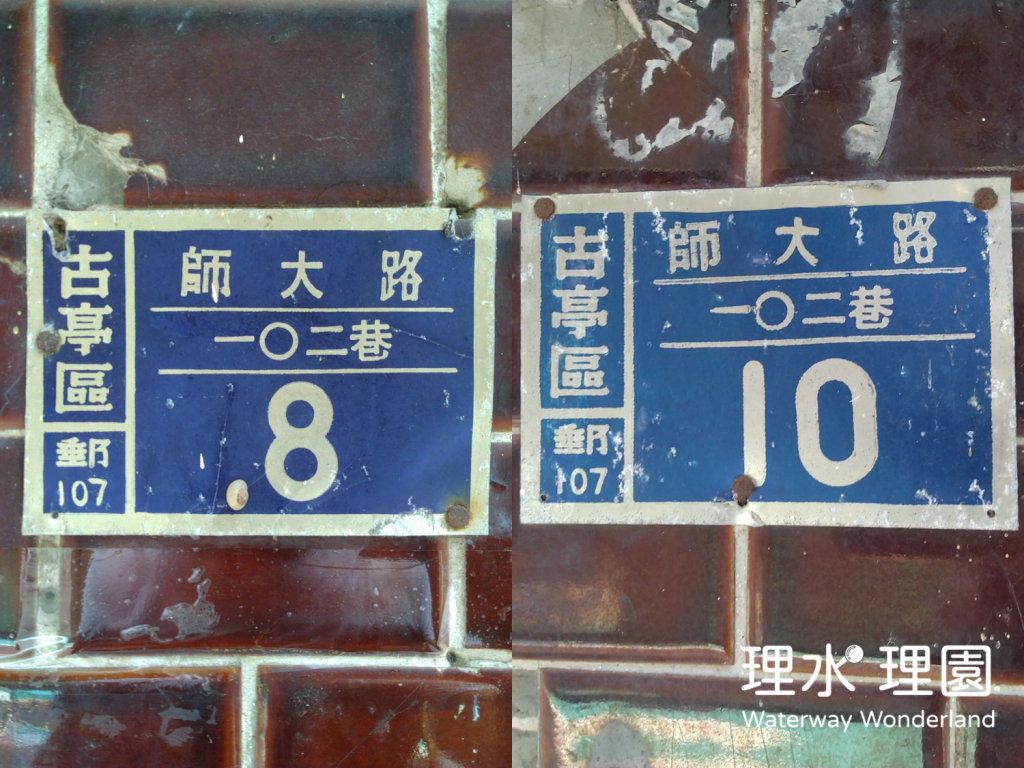 古亭區
郵
107
師大路
一〇二巷
8
古亭區
郵
107
師大路
一〇二巷
10
理水 理園
Waterway Wonderland